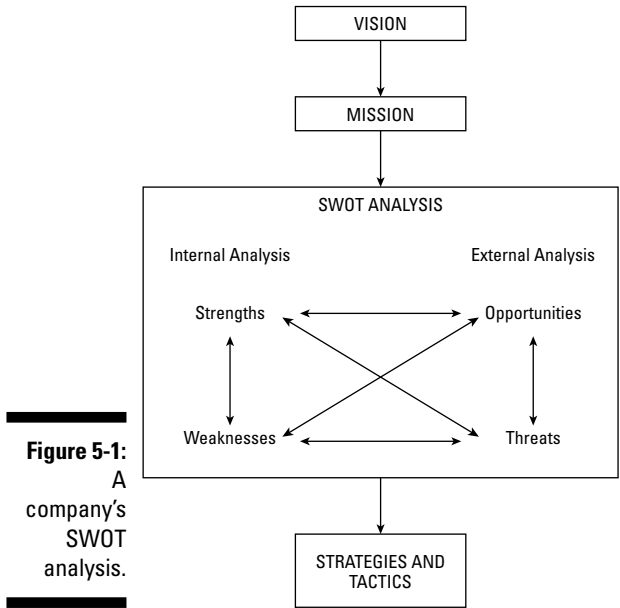 VISION
MISSION
SWOT ANALYSIS
Internal Analysis
External Analysis
Strengths
Opportunities
Weaknesses
Threats
STRATEGIES AND
TACTICS
Figure 5-1:
A
company’s
SWOT
analysis.